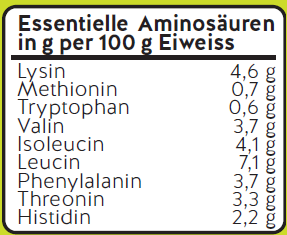 Essentielle Aminosäuren
in g per 100 g Eiweiss
Lysin 4,6 g
Methionin 0,7 g
Tryptophan 0,6 g
Valin 3,7 g
Isoleucin 4,1 g
Leucin 7,1 g
Phenylalanin 3,7 g
Threonin 3,3 g
Histidin 2,2 g